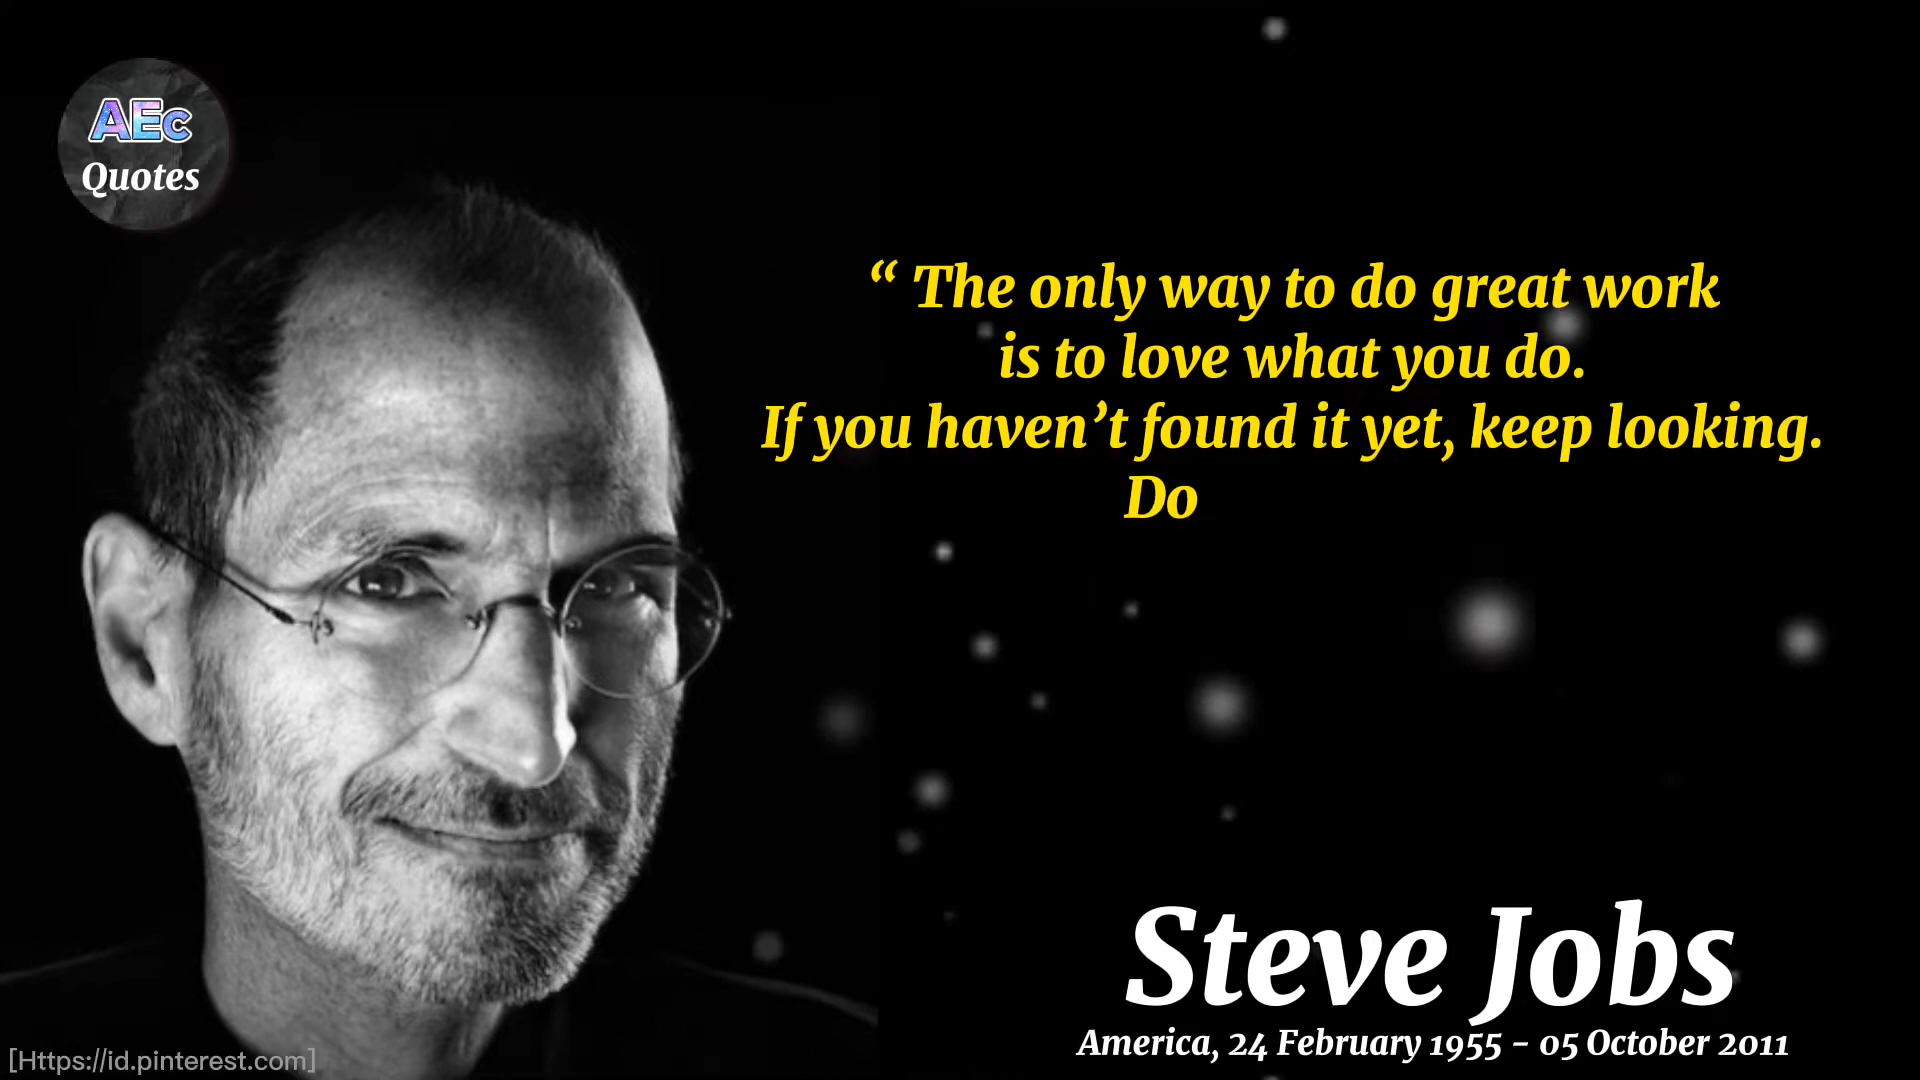 AEc
Quotes
“ The only way to do great work
is to love what you do.
If you haven’t found it yet, keep looking.
Do
Steve Jobs
America, 24 February 1955 - 05 October 2011
[Https://id.pinterest.com]